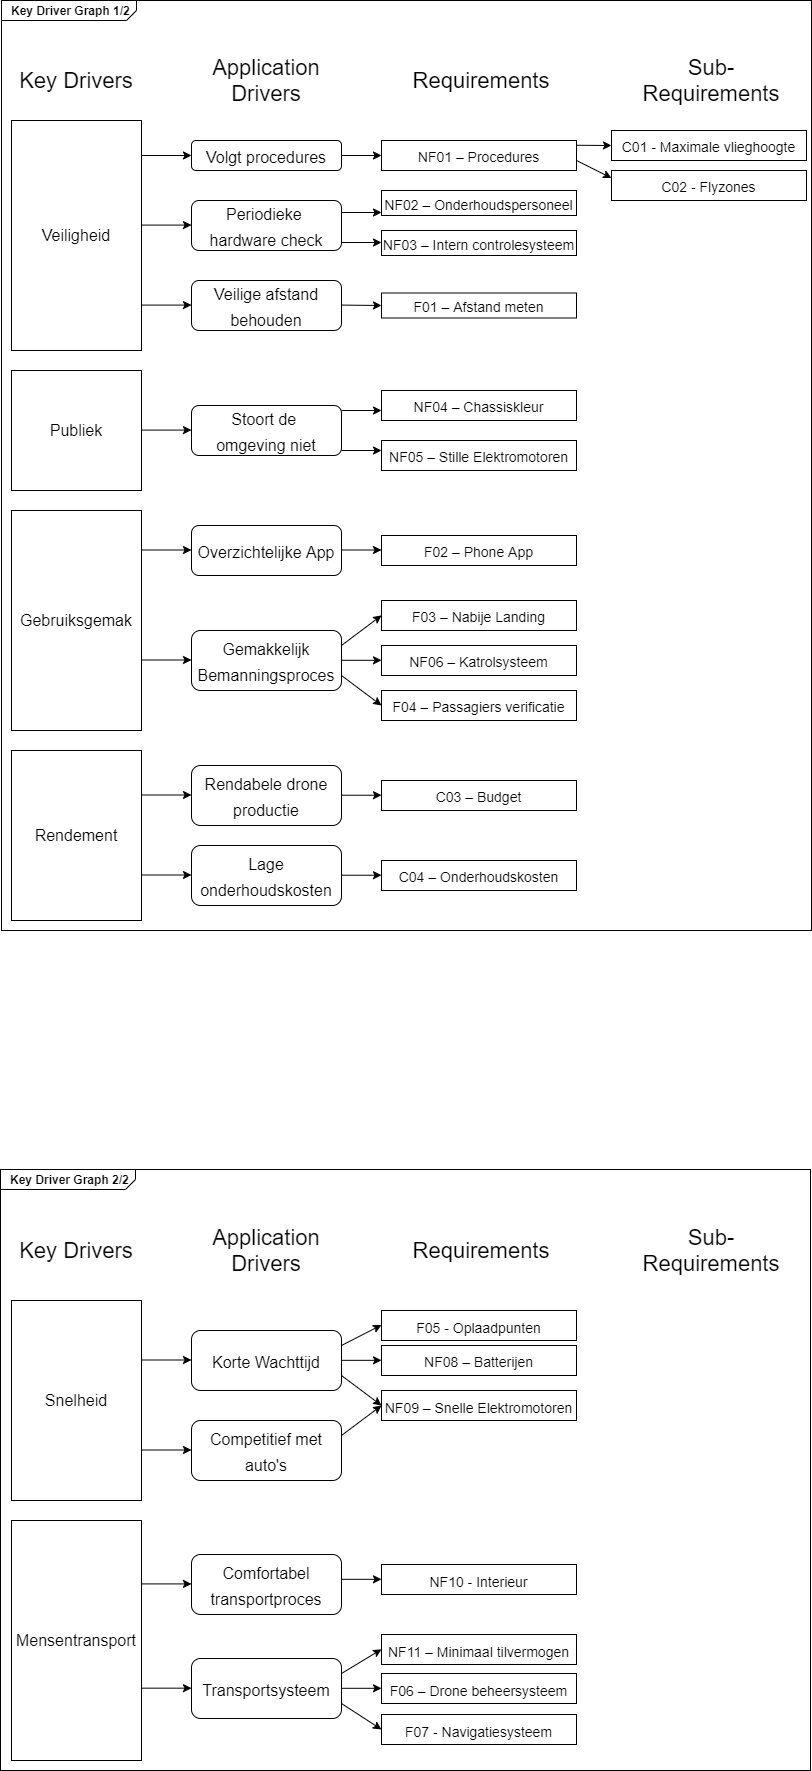 Key Driver Graph 1/2
Key Drivers
Application
Drivers
Requirements
Sub-
Requirements
Veiligheid
Volgt procedures
NF01 – Procedures
C01 - Maximale vlieghoogte
C02 - Flyzones
Periodieke
hardware check
NF02 – Onderhoudspersoneel
NF03 – Intern controlesysteem
Veilige afstand
behouden
F01 – Afstand meten
Publiek
Stoort de
omgeving niet
NF04 – Chassiskleur
NF05 – Stille Elektromotoren
Gebruiksgemak
Overzichtelijke App
F02 – Phone App
Gemakkelijk
Bemanningsproces
F03 – Nabije Landing
NF06 – Katrolsysteem
F04 – Passagiers verificatie
Rendement
Rendabele drone
productie
C03 – Budget
Lage
onderhoudskosten
C04 – Onderhoudskosten
Key Driver Graph 2/2
Key Drivers
Application
Drivers
Requirements
Sub-
Requirements
Snelheid
Korte Wachttijd
F05 - Oplaadpunten
NF08 – Batterijen
NF09 – Snelle Elektromotoren
Competitief met
auto's
Mensentransport
Comfortabel
transportproces
NF10 - Interieur
Transportsysteem
NF11 – Minimaal tilvermogen
F06 – Drone beheersysteem
F07 - Navigatiesysteem